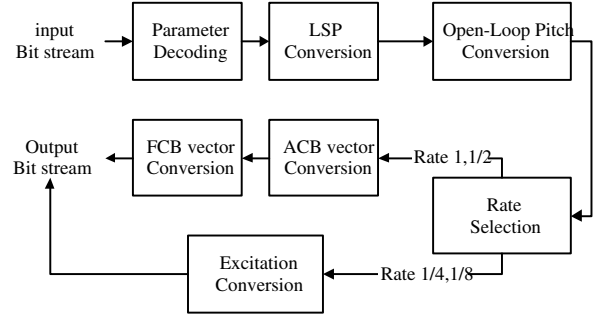 input
Bit stream
Parameter
Decoding
LSP
Conversion
Open-Loop Pitch
Conversion
Output
Bit stream
FCB vector
Conversion
ACB vector
Conversion
Rate 1,1/2
Rate
Selection
Excitation
Conversion
Rate 1/4,1/8